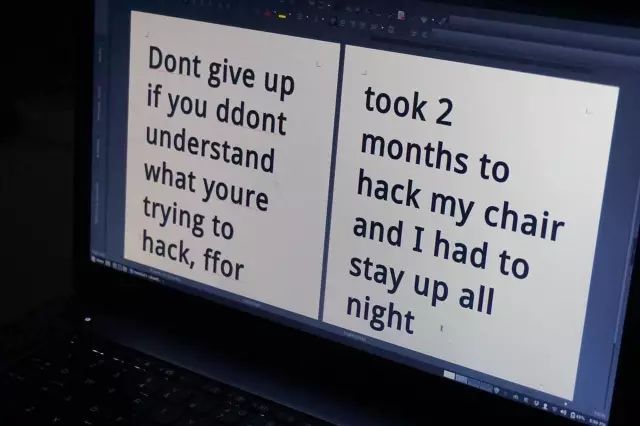 Dont give up
if you ddont
understand
what youre
trying to
hack, ffor
took 2
months to
hack my chair
and I had to
stay up all
night